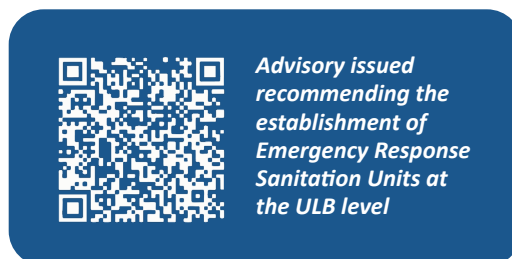 Advisory issued
recommending the
establishment of
Emergency Response
Sanitation Units at
the ULB level